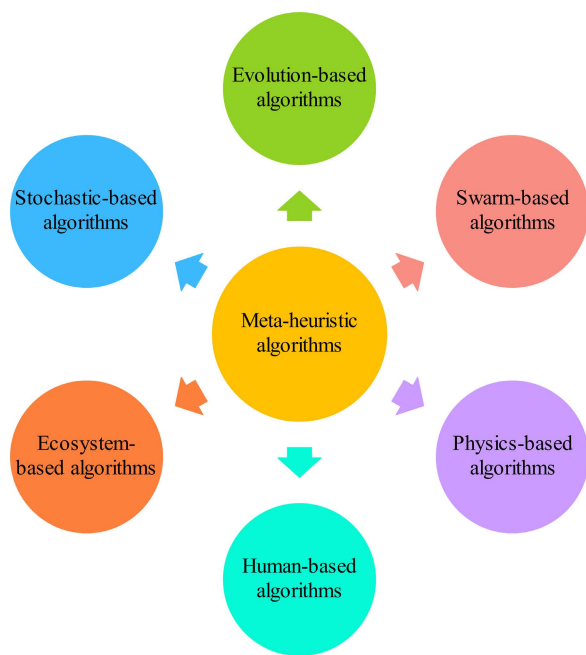 Evolution-based
algorithms
Stochastic-based
algorithms
Swarm-based
algorithms
Meta-heuristic
algorithms
Ecosystem-
based algorithms
Physics-based
algorithms
Human-based
algorithms